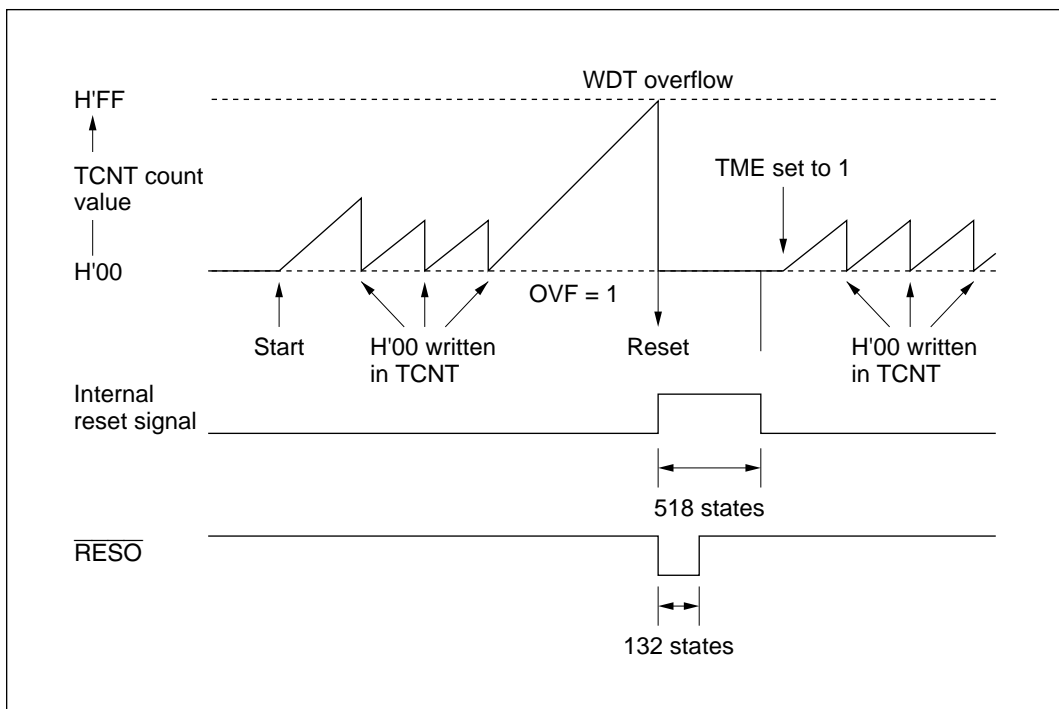 WDT overflow
H'FF
TME set to 1
TCNT count
value
H'00
OVF = 1
Start
H'00 written
in TCNT
Reset
H'00 written
in TCNT
Internal
reset signal
518 states
RESO
132 states